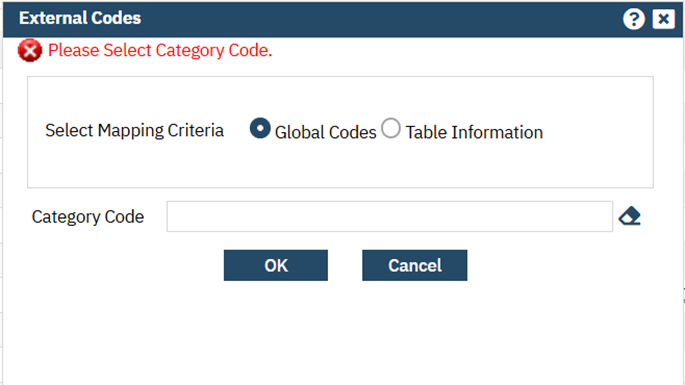 External Codes
Please Select Category Code.
Select Mapping Criteria Global Codes Table Information
Category Code
OK Cancel